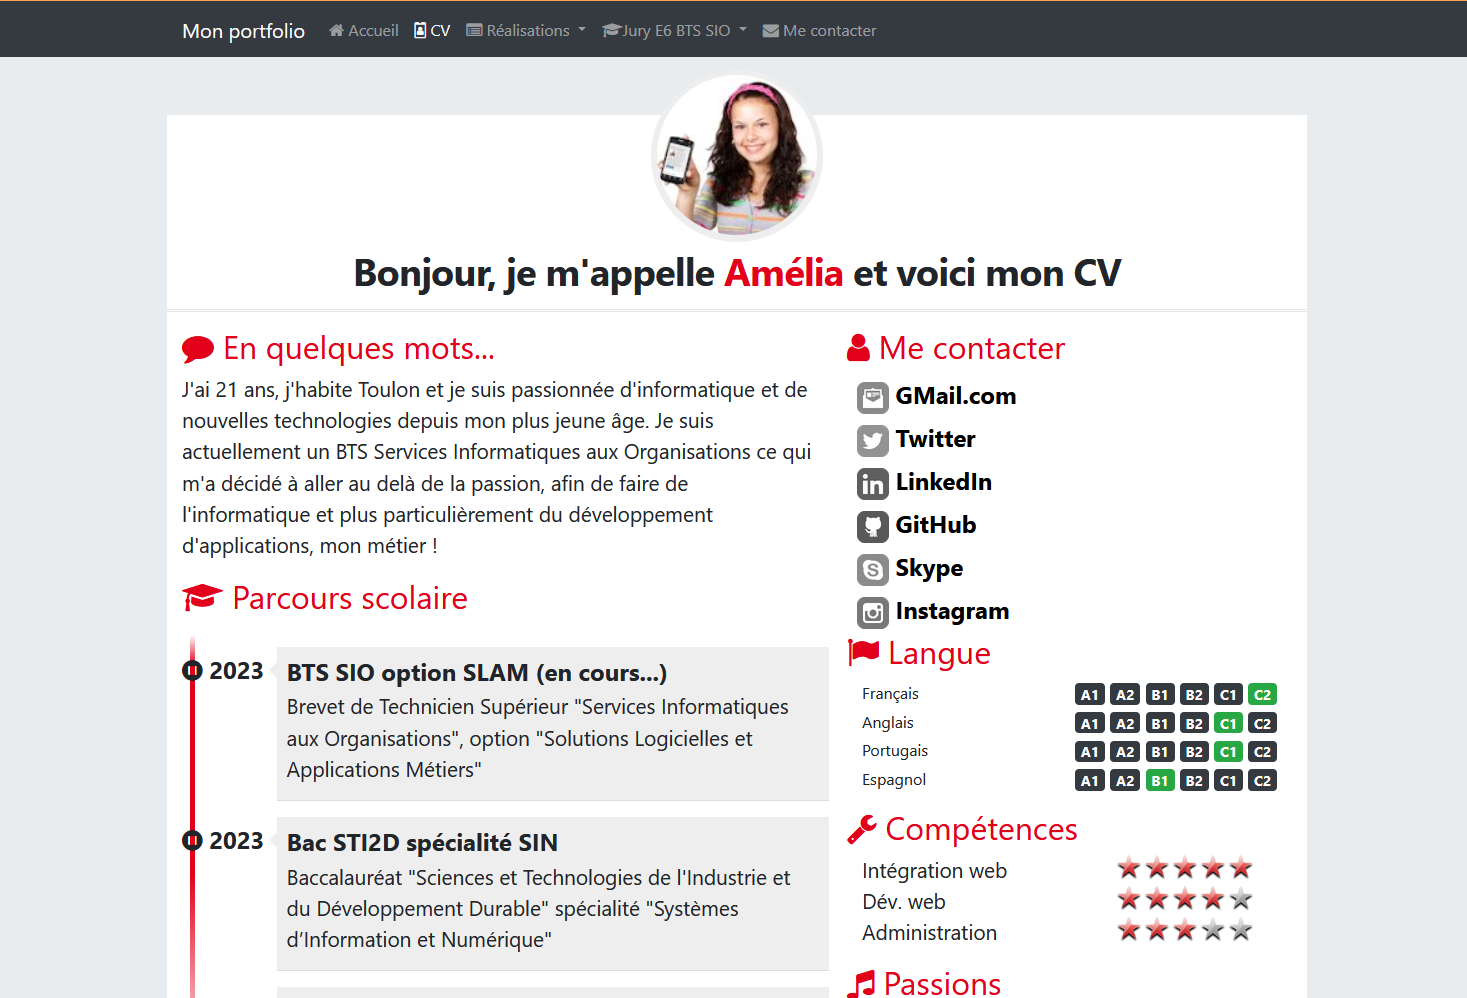 Mon portfolio Accueil CV Réalisations Jury E6 BTS SIO Me contacter
Bonjour, je m'appelle Amélia et voici mon CV
En quelques mots...
J'ai 21 ans, j'habite Toulon et je suis passionnée d'informatique et de
nouvelles technologies depuis mon plus jeune âge. Je suis
actuellement un BTS Services Informatiques aux Organisations ce qui
m'a décidé à aller au delà de la passion, afin de faire de
l'informatique et plus particulièrement du développement
d'applications, mon métier !
Parcours scolaire
2023
BTS SIO option SLAM (en cours...)
Brevet de Technicien Supérieur "Services Informatiques
aux Organisations", option "Solutions Logicielles et
Applications Métiers"
2023
Bac STI2D spécialité SIN
Baccalauréat "Sciences et Technologies de l'Industrie et
du Développement Durable" spécialité "Systèmes
d’Information et Numérique"
Me contacter
GMail.com
Twitter
LinkedIn
GitHub
Skype
Instagram
Langue
Français A1 A2 B1 B2 C1 C2
Anglais A1 A2 B1 B2 C1 C2
Portugais A1 A2 B1 B2 C1 C2
Espagnol A1 A2 B1 B2 C1 C2
Compétences
Intégration web
Dév. web
Administration
Passions